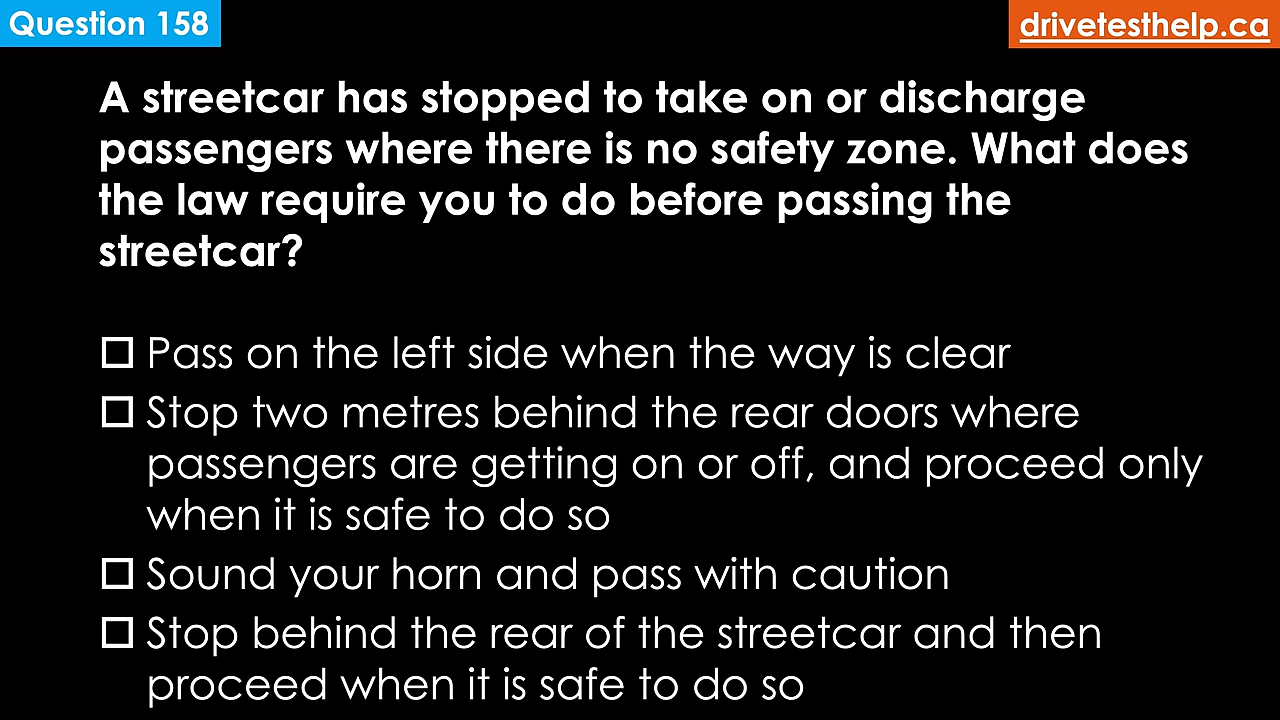 Question 158
drivetesthelp.ca
A streetcar has stopped to take on or discharge
passengers where there is no safety zone. What does
the law require you to do before passing the
streetcar?
Pass on the left side when the way is clear
Stop two metres behind the rear doors where
passengers are getting on or off, and proceed only
when it is safe to do so
Sound your horn and pass with caution
Stop behind the rear of the streetcar and then
proceed when it is safe to do so